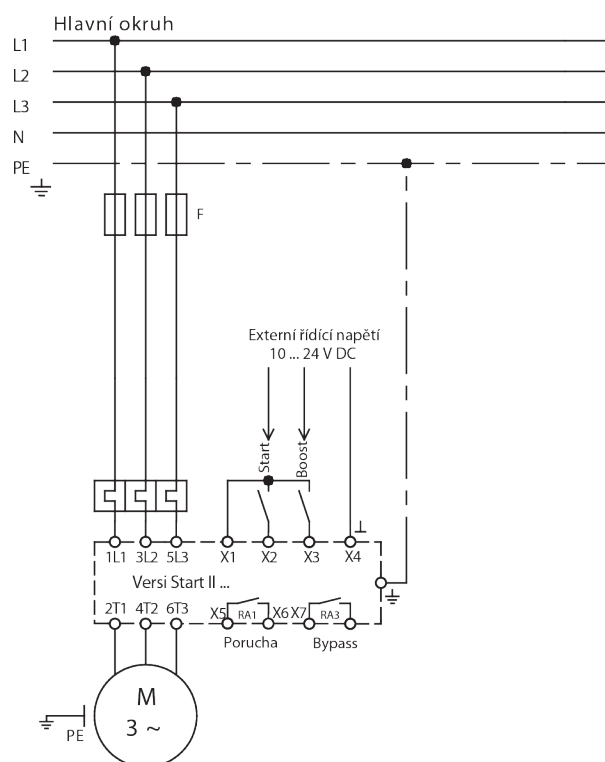 Hlavní okruh
L1
L2
L3
N
PE
F
Externí řídící napětí
10 ... 24 V DC
Start
Boost
1L1 3L2 5L3 X1 X2 X3 X4
Versi Start II ...
2T1 4T2 6T3 X5 RA1 X6 X7 RA3
Porucha Bypass
M
3 ~
PE